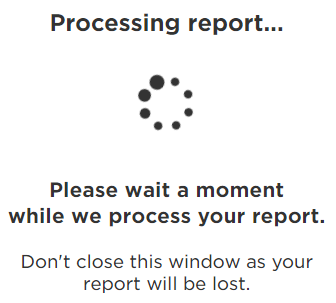 Processing report...
Please wait a moment
while we process your report.
Don't close this window as your
report will be lost.